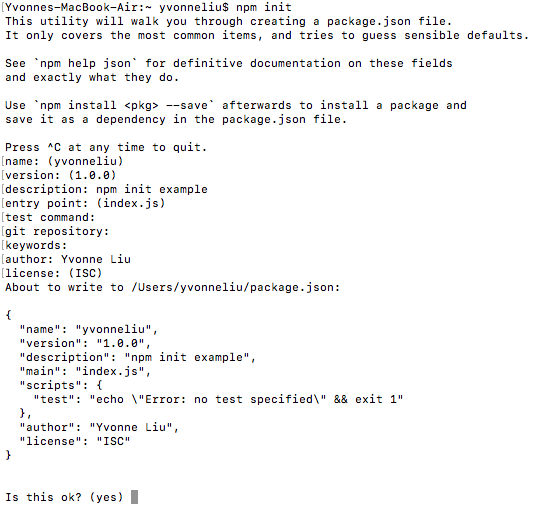 [Yvonnes-MacBook-Air:~ yvonneliu$ npm init
This utility will walk you through creating a package.json file.
It only covers the most common items, and tries to guess sensible defaults.

See `npm help json` for definitive documentation on these fields
and exactly what they do.

Use `npm install <pkg> --save` afterwards to install a package and
save it as a dependency in the package.json file.

Press ^C at any time to quit.
[name: (yvonneliu)
[version: (1.0.0)
[description: npm init example
[entry point: (index.js)
[test command:
[git repository:
[keywords:
[author: Yvonne Liu
[license: (ISC)
About to write to /Users/yvonneliu/package.json:

{
  "name": "yvonneliu",
  "version": "1.0.0",
  "description": "npm init example",
  "main": "index.js",
  "scripts": {
    "test": "echo \"Error: no test specified\" && exit 1"
  },
  "author": "Yvonne Liu",
  "license": "ISC"
}

Is this ok? (yes)